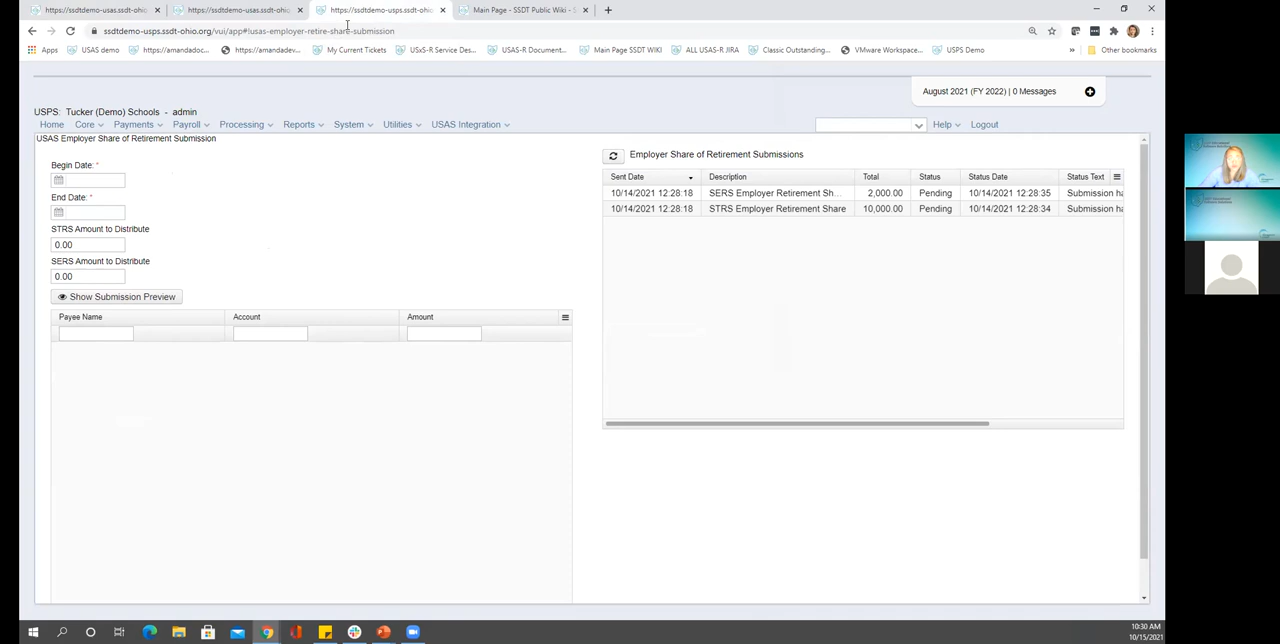 https://ssdtdemo-usas.ssdt-ohio
https://ssdtdemo-usas.ssdt-ohio
https://ssdtdemo-usps.ssdt-ohio
Main Page - SSDT Public Wiki - S
ssdtdemo-usps.ssdt-ohio.org/vui/app#!usas-employer-retire-share-submission
Apps
USAS demo
https://amandadoc...
https://amandadev...
My Current Tickets
USxS-R Service Des...
USAS-R Document...
Main Page SSDT WIKI
ALL USAS-R JIRA
Classic Outstanding...
VMware Workspace...
USPS Demo
»
Other bookmarks
August 2021 (FY 2022) | 0 Messages
USPS: Tucker (Demo) Schools - admin
Home Core Payments Payroll Processing Reports System Utilities USAS Integration Help Logout
USAS Employer Share of Retirement Submission
Begin Date: *
End Date: *
STRS Amount to Distribute
0.00
SERS Amount to Distribute
0.00
Show Submission Preview
Payee Name Account Amount
Employer Share of Retirement Submissions
Sent Date Description Total Status Status Date Status Text
10/14/2021 12:28:18 SERS Employer Retirement Sh... 2,000.00 Pending 10/14/2021 12:28:35 Submission ha
10/14/2021 12:28:18 STRS Employer Retirement Share 10,000.00 Pending 10/14/2021 12:28:34 Submission ha
10:30 AM
10/15/2021